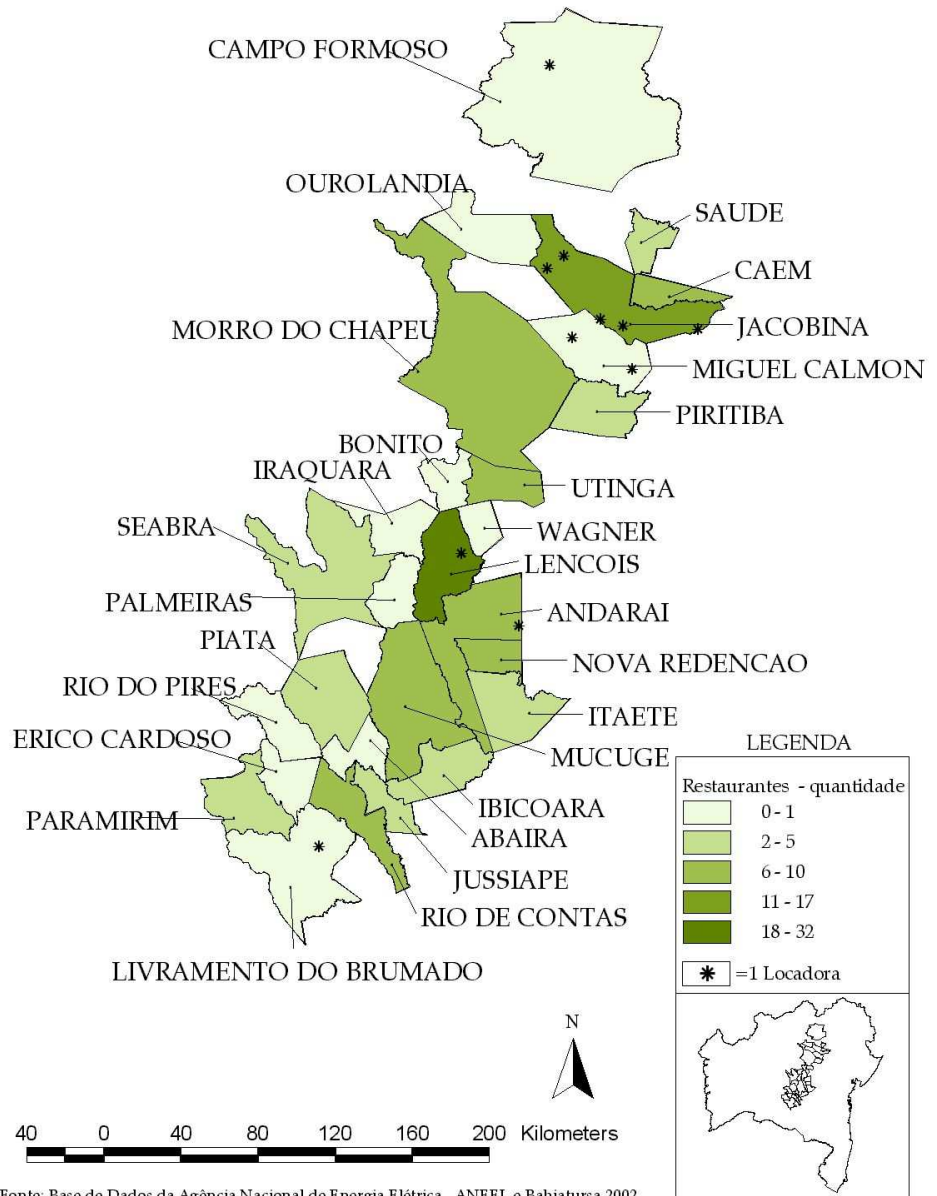 CAMPO FORMOSO
OUROLANDIA
SAUDE
CAEM
MORRO DO CHAPEU
JACOBINA
MIGUEL CALMON
PIRITIBA
BONITO
IRAQUARA
UTINGA
SEABRA
WAGNER
LENCOIS
PALMEIRAS
ANDARAI
PIATA
NOVA REDENCAO
RIO DO PIRES
ITAETE
ERICO CARDOSO
MUCUGE
IBICOARA
PARAMIRIM
ABAIRA
JUSSIAPE
RIO DE CONTAS
LIVRAMENTO DO BRUMADO
LEGENDA
Restaurantes - quantidade
0 - 1
2 - 5
6 - 10
11 - 17
18 - 32
=1 Locadora
N
40 0 40 80 120 160 200 Kilometers
Fonte: Base de Dados da Agência Nacional de Energia Elétrica - ANEEL e Bahiatursa 2002